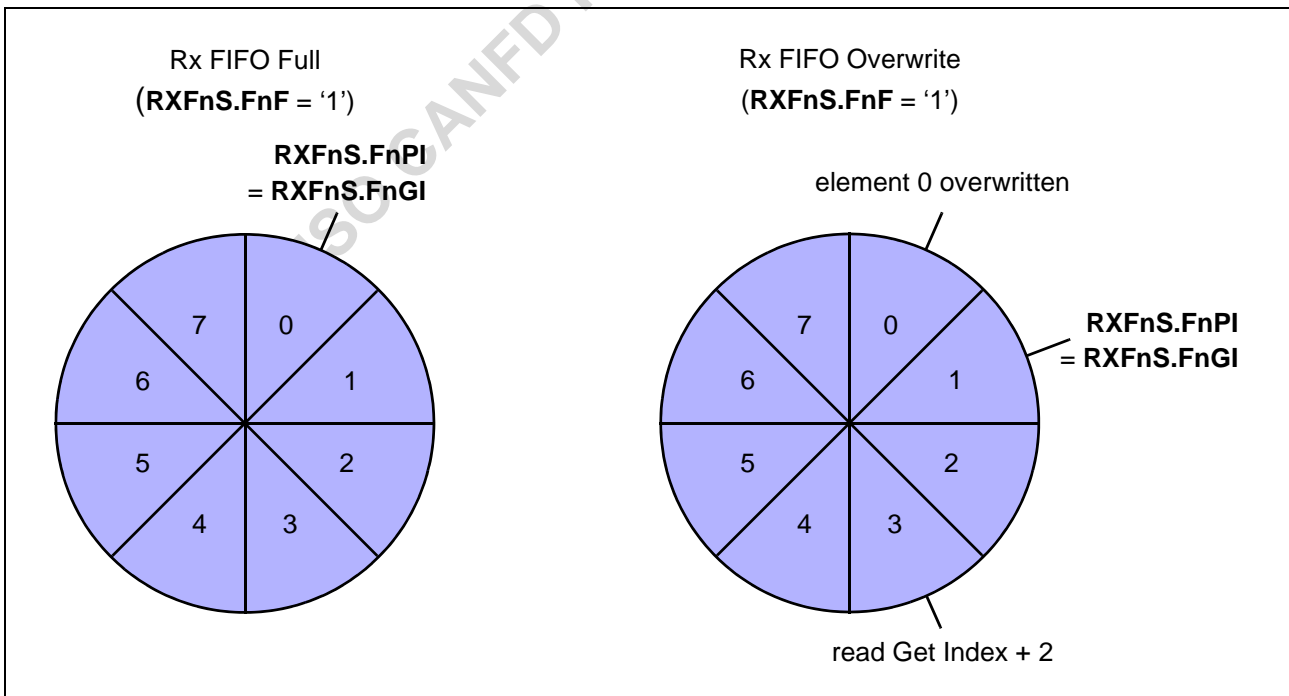 Rx FIFO Full
(RXFnS.FnF = ‘1’)
RXFnS.FnPI
= RXFnS.FnGI
7 0
6 1
5 2
4 3
Rx FIFO Overwrite
(RXFnS.FnF = ‘1’)
element 0 overwritten
RXFnS.FnPI
= RXFnS.FnGI
7 0
6 1
5 2
4 3
read Get Index + 2
ISO CANFD